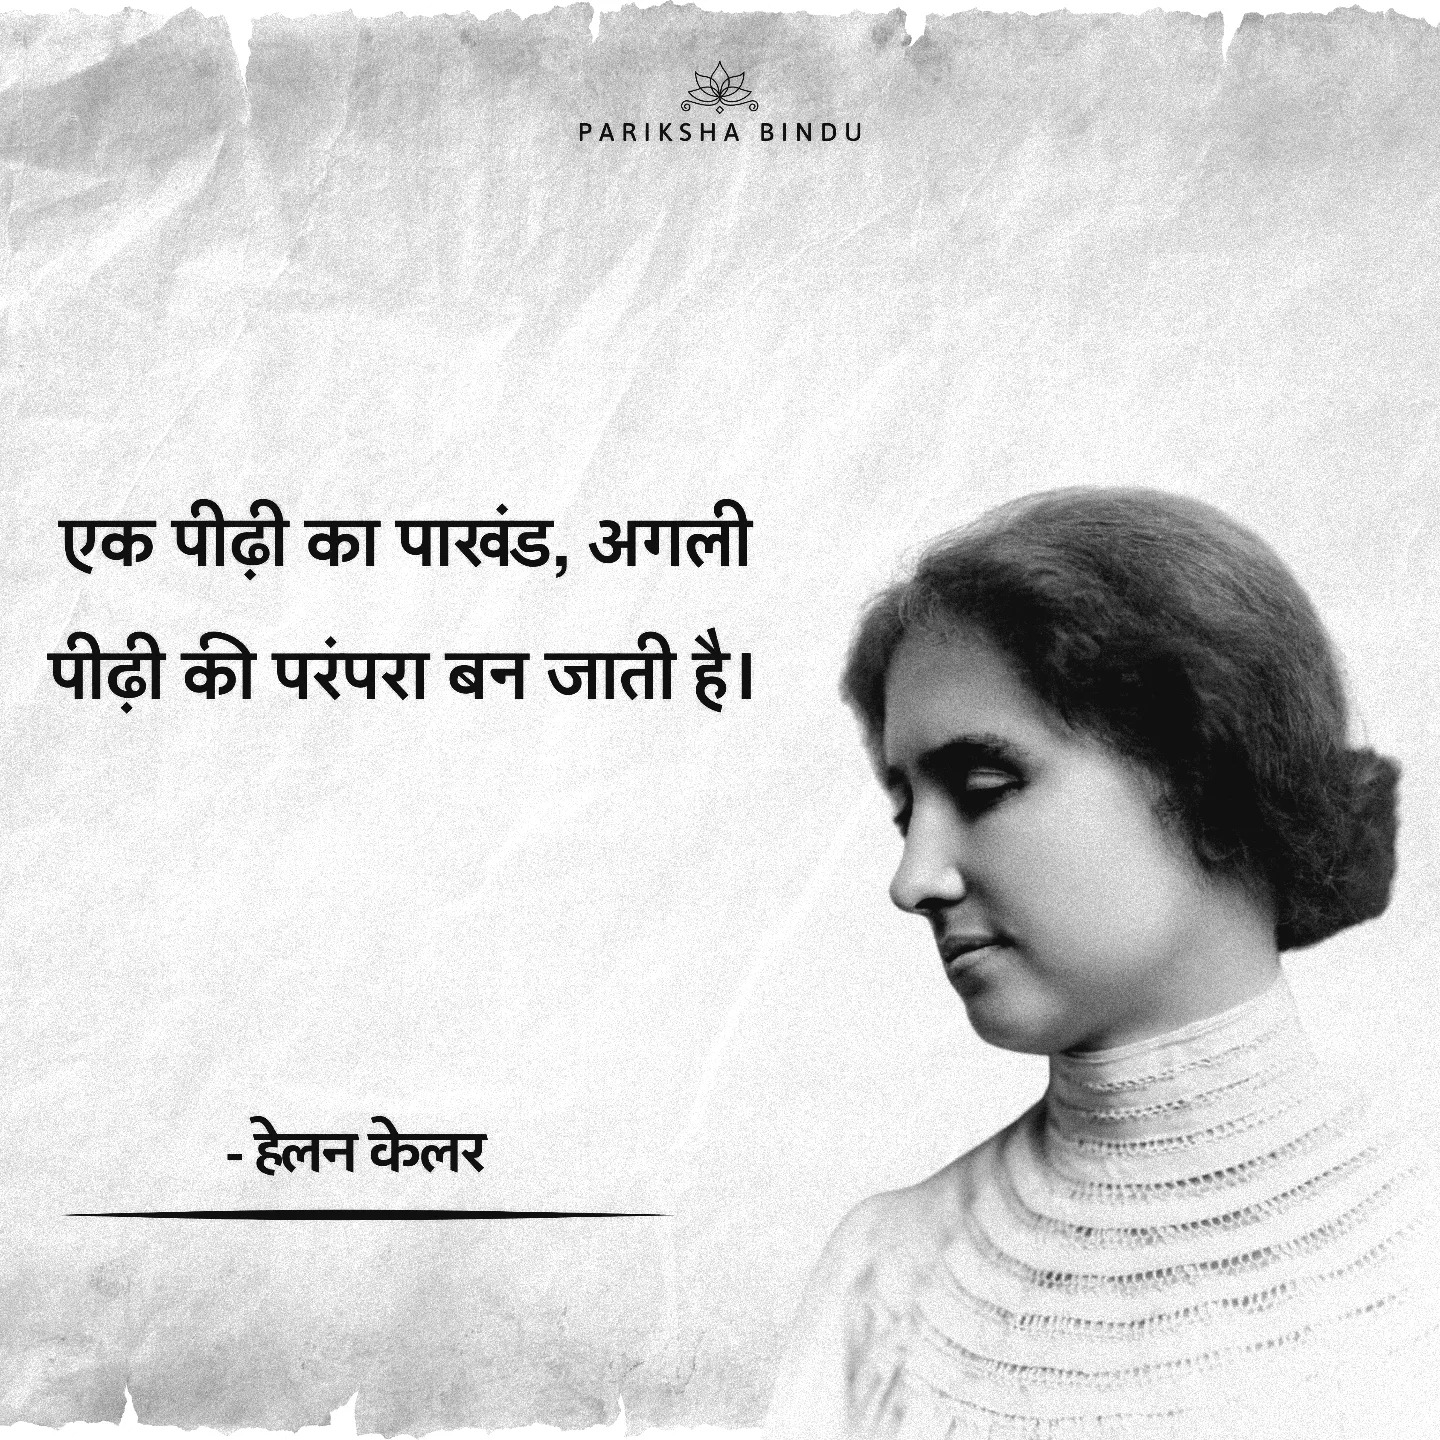 PARIKSHA BINDU
एक पीढ़ी का पाखंड, अगली
पीढ़ी की परंपरा बन जाती है।
- हेलन केलर